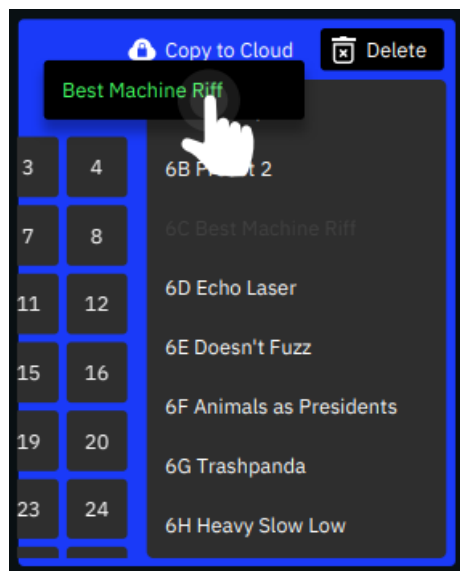 Copy to Cloud
Delete
Best Machine Riff
3
4
6B 2
7
8
6C Best Machine Riff
11
12
6D Echo Laser
6E Doesn't Fuzz
15
16
6F Animals as Presidents
19
20
6G Trashpanda
23
24
6H Heavy Slow Low